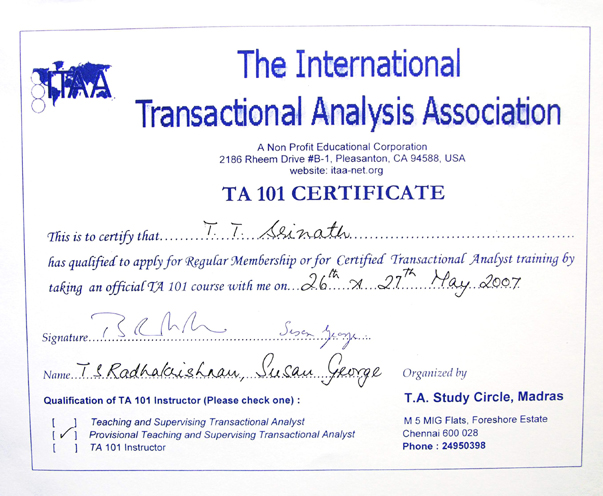 ITAA
The International
Transactional Analysis Association
A Non Profit Educational Corporation
2186 Rheem Drive #B-1, Pleasanton, CA 94588, USA
website: itaa-net.org
TA 101 CERTIFICATE
This is to certify that T. T. Srinath
has qualified to apply for Regular Membership or for Certified Transactional Analyst training by
taking an official TA 101 course with me on 26th & 27th May 2007
Signature Susan George
Name T S Radhakrishnan, Susan George
Organized by
Qualification of TA 101 Instructor (Please check one) :
T.A. Study Circle, Madras
[ ] Teaching and Supervising Transactional Analyst
M 5 MIG Flats, Foreshore Estate
[✓] Provisional Teaching and Supervising Transactional Analyst
Chennai 600 028
[ ] TA 101 Instructor
Phone : 24950398